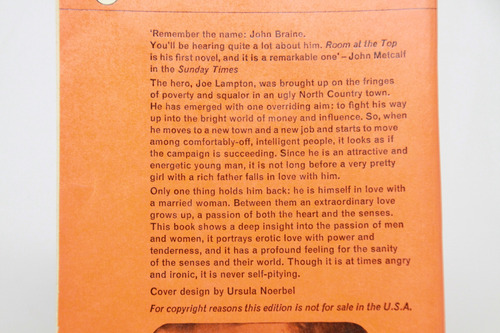 'Remember the name: John Braine.
You'll be hearing quite a lot about him. Room at the Top
is his first novel, and it is a remarkable one' – John Metcalf
in the Sunday Times
The hero, Joe Lampton, was brought up on the fringes
of poverty and squalor in an ugly North Country town.
He has emerged with one overriding aim: to fight his way
up into the bright world of money and influence. So, when
he moves to a new town and a new job and starts to move
among comfortably-off, intelligent people, it looks as if
the campaign is succeeding. Since he is an attractive and
energetic young man, it is not long before a very pretty
girl with a rich father falls in love with him.
Only one thing holds him back: he is himself in love with
a married woman. Between them an extraordinary love
grows up, a passion of both the heart and the senses.
This book shows a deep insight into the passion of men
and women, it portrays erotic love with power and
tenderness, and it has a profound feeling for the sanity
of the senses and their world. Though it is at times angry
and ironic, it is never self-pitying.
Cover design by Ursula Noerbel
For copyright reasons this edition is not for sale in the U.S.A.